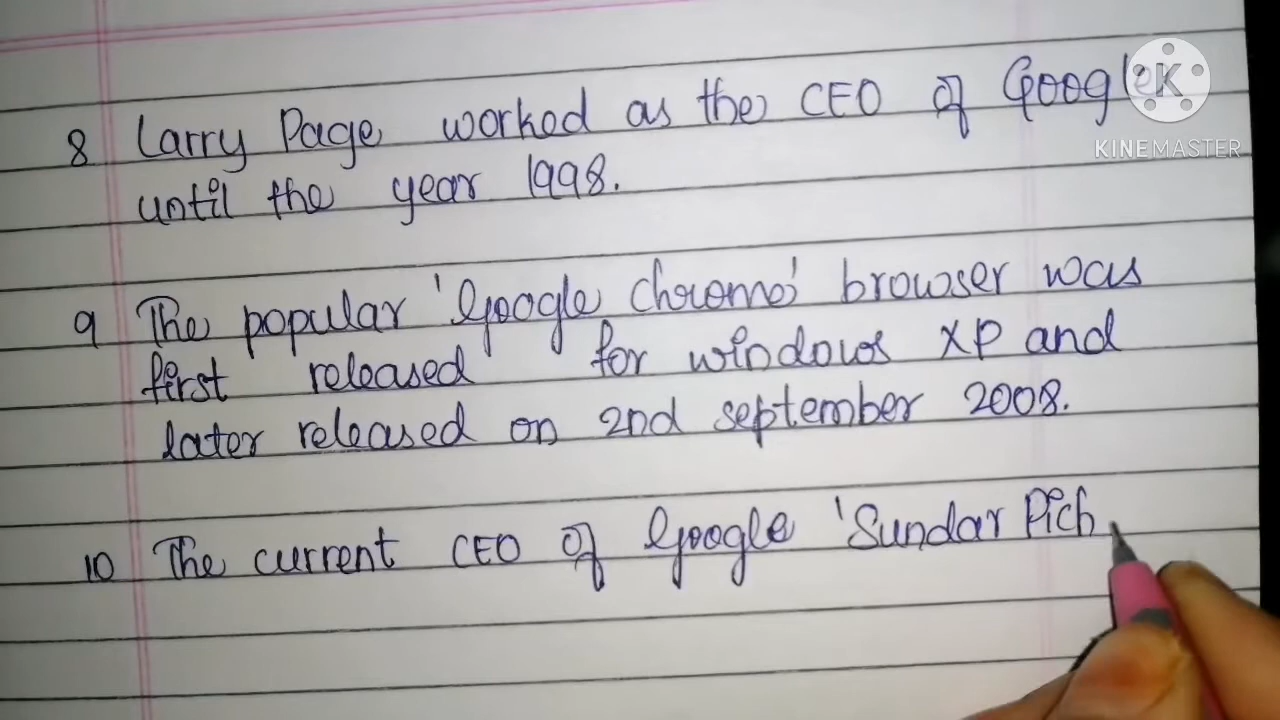 8 Larry Page worked as the CEO of Google
until the year 1998.
9 The popular 'Google Chrome' browser was
first released for windows XP and
later released on 2nd september 2008.
10 The current CEO of Google 'Sundar Pich
K
KINEMASTER